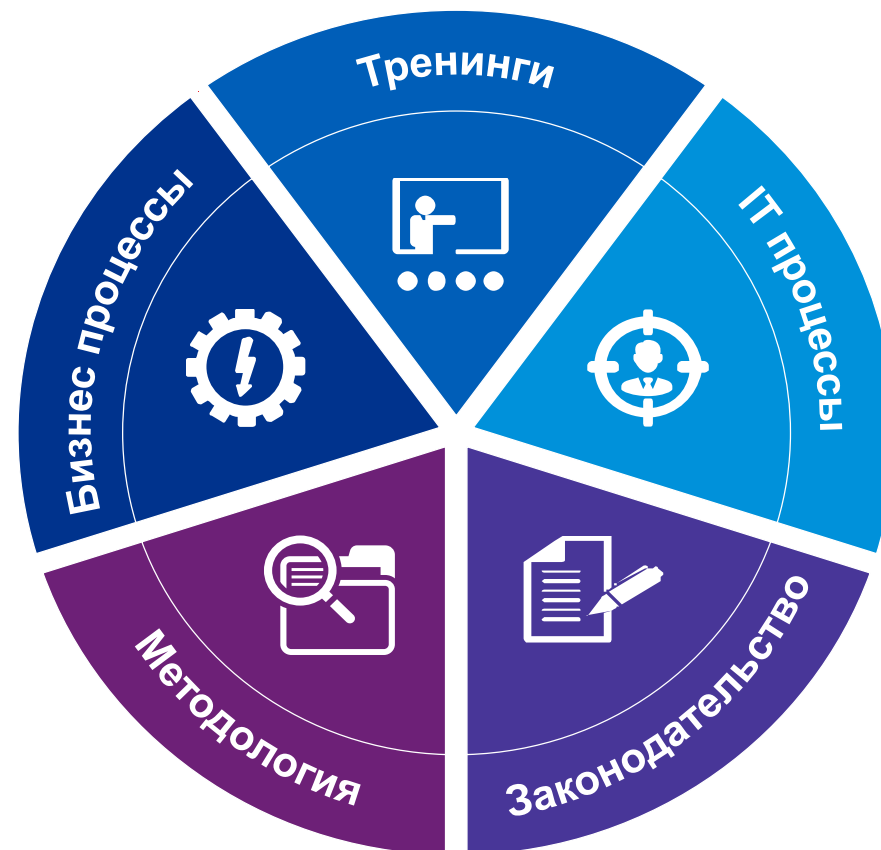 Тренинги
IT процессы
Законодательство
Методология
Бизнес процессы